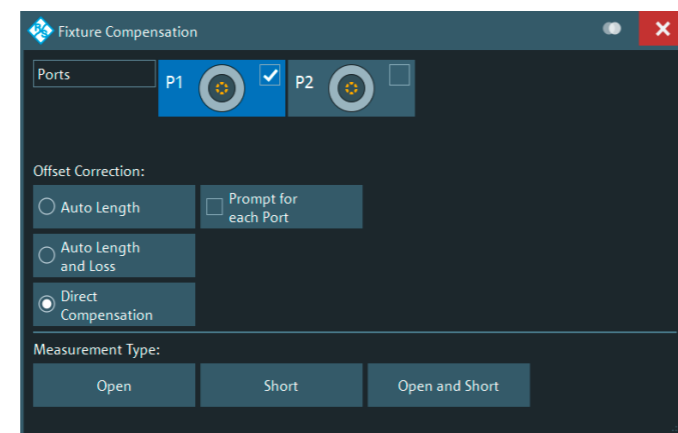 Fixture Compensation
Ports
P1
P2
Offset Correction:
Auto Length
Prompt for
each Port
Auto Length
and Loss
Direct
Compensation
Measurement Type:
Open
Short
Open and Short